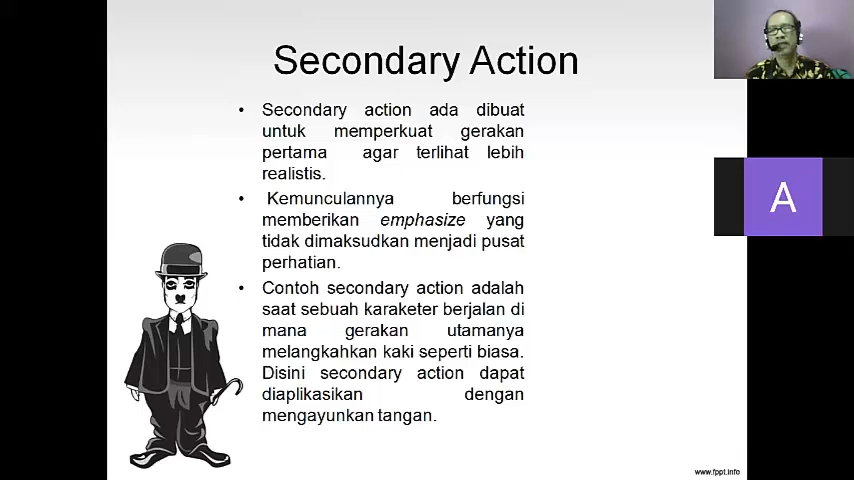 Secondary Action
• Secondary action ada dibuat
untuk memperkuat gerakan
pertama agar terlihat lebih
realistis.
• Kemunculannya berfungsi
memberikan emphasize yang
tidak dimaksudkan menjadi pusat
perhatian.
• Contoh secondary action adalah
saat sebuah karaketer berjalan di
mana gerakan utamanya
melangkahkan kaki seperti biasa.
Disini secondary action dapat
diaplikasikan dengan
mengayunkan tangan.
A
www.fppt.info